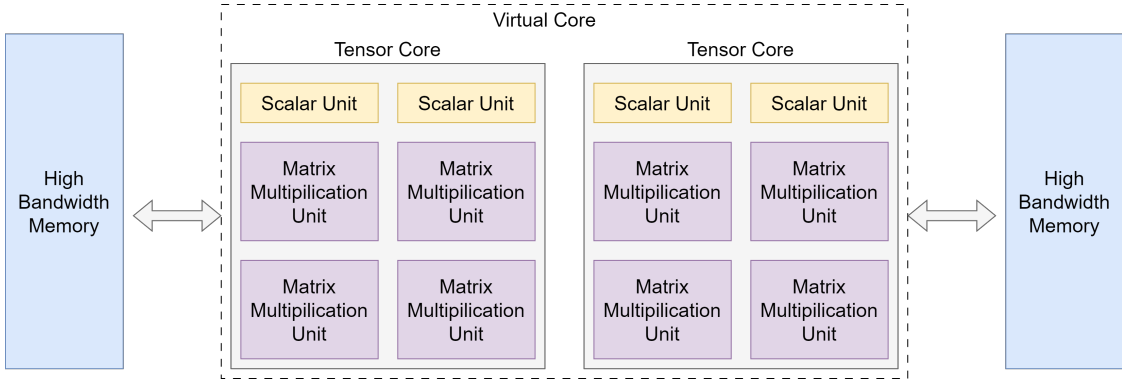 Virtual Core
Tensor Core
Tensor Core
High
Bandwidth
Memory
Scalar Unit
Scalar Unit
Matrix
Multipilication
Unit
Matrix
Multipilication
Unit
Matrix
Multipilication
Unit
Matrix
Multipilication
Unit
Scalar Unit
Scalar Unit
Matrix
Multipilication
Unit
Matrix
Multipilication
Unit
Matrix
Multipilication
Unit
Matrix
Multipilication
Unit
High
Bandwidth
Memory